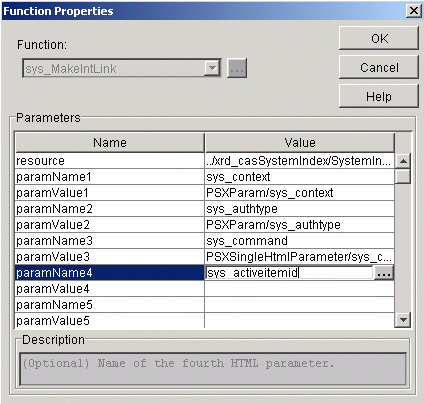 Function Properties
Function:
sys_MakeIntLink
...
OK
Cancel
Help
Parameters
Name Value
resource ../xrd_casSystemIndex/SystemIn...
paramName1 sys_context
paramValue1 PSXParam/sys_context
paramName2 sys_authtype
paramValue2 PSXParam/sys_authtype
paramName3 sys_command
paramValue3 PSXSingleHtmlParameter/sys_c...
paramName4 sys_activeitemid ...
paramValue4
paramName5
paramValue5
Description
(Optional) Name of the fourth HTML parameter.